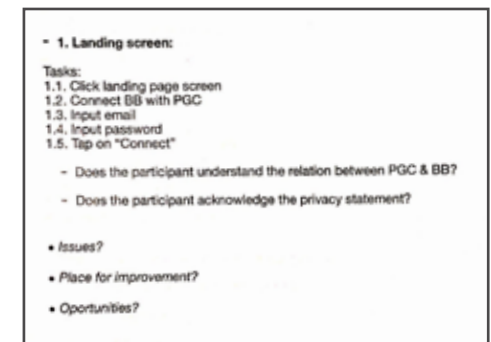 - 1. Landing screen:
Tasks:
1.1. Click landing page screen
1.2. Connect BB with PGC
1.3. Input email
1.4. Input password
1.5. Tap on "Connect"
- Does the participant understand the relation between PGC & BB?
- Does the participant acknowledge the privacy statement?
• Issues?
• Place for improvement?
• Oportunities?